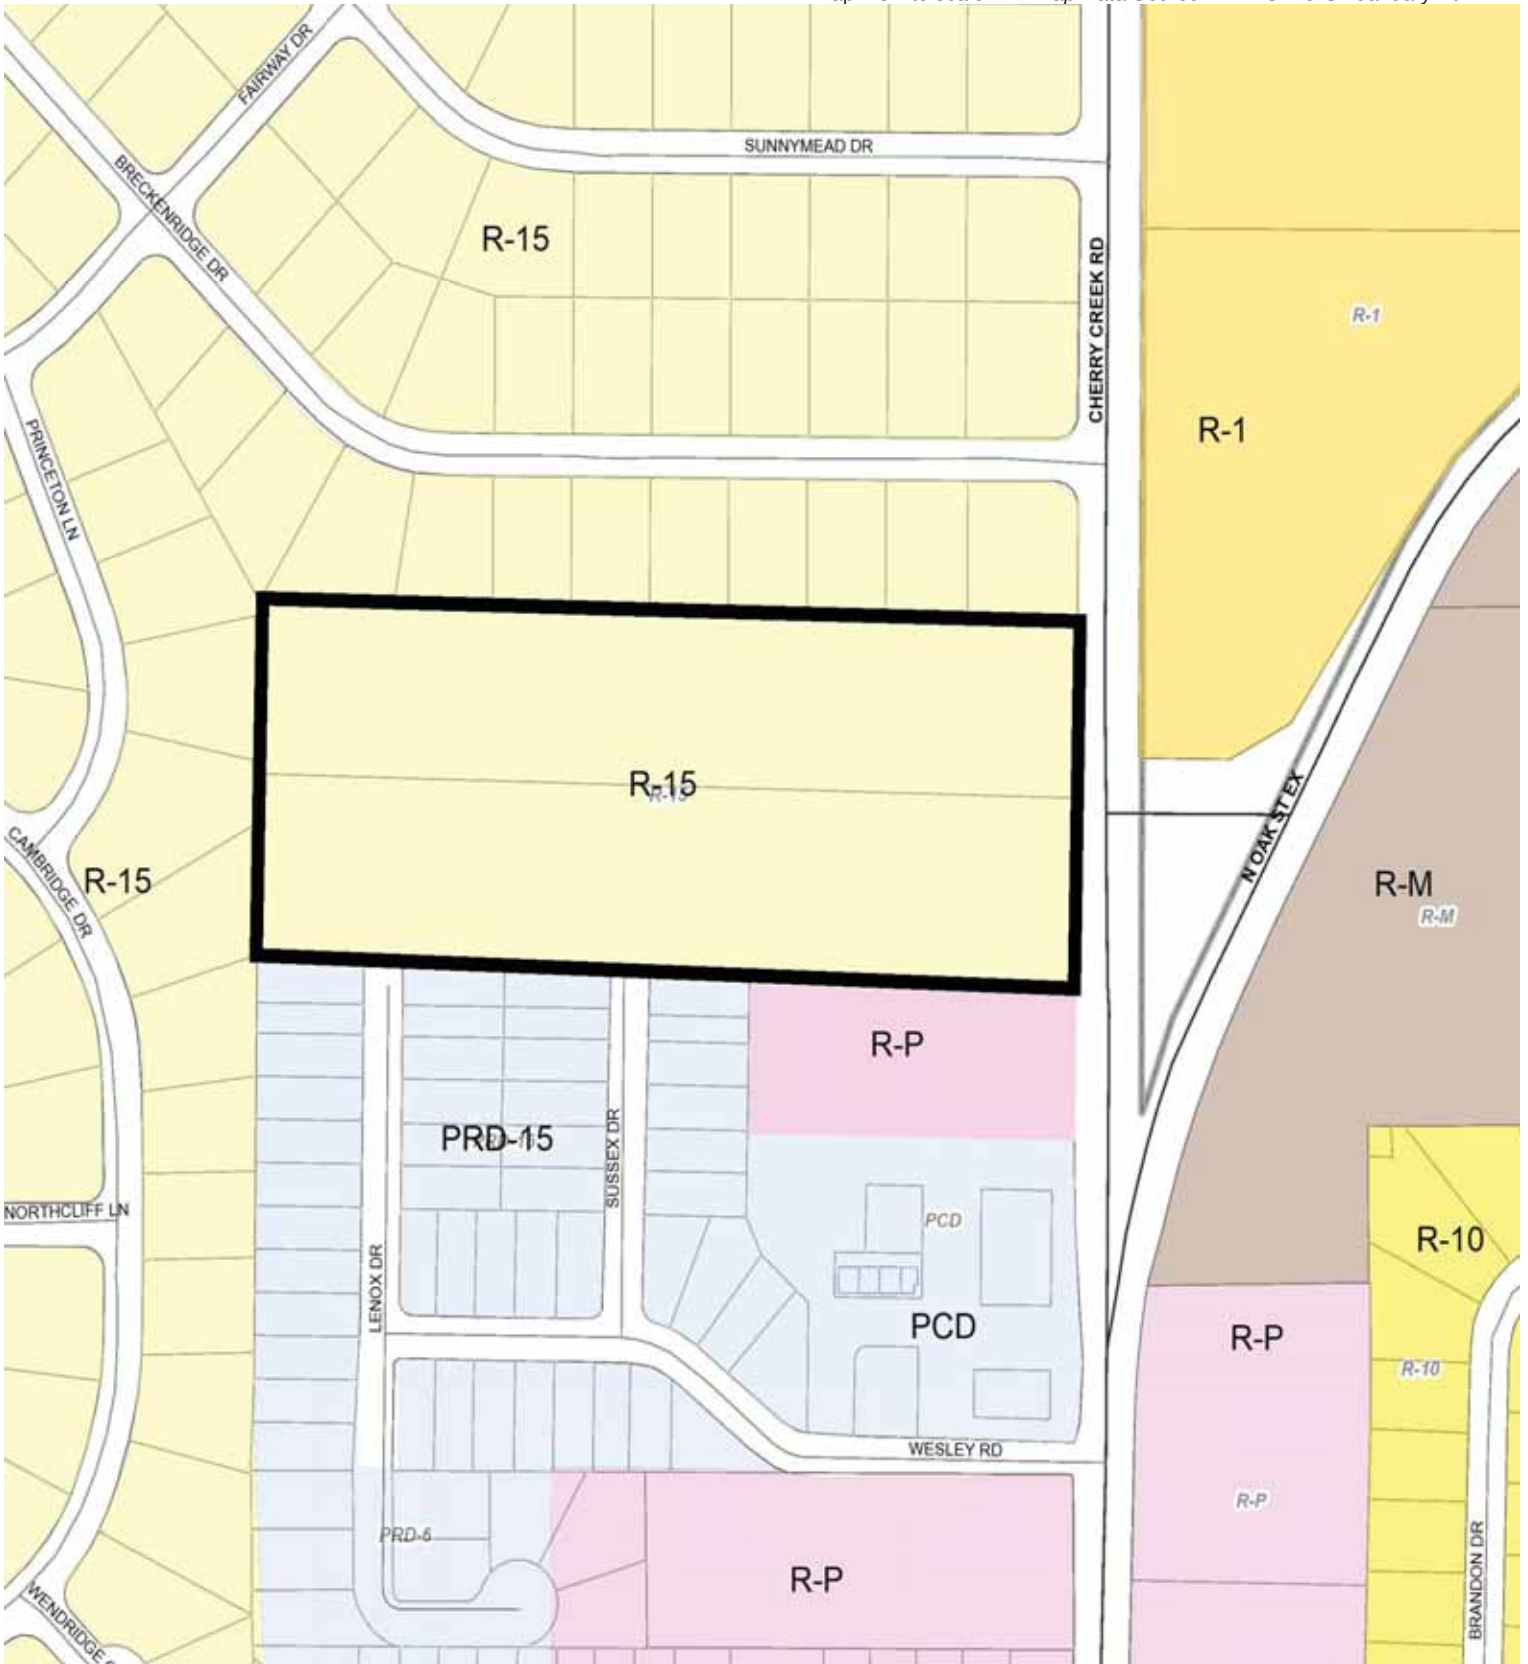 FAIRWAY DR
SUNNYMEAD DR
BRECKENRIDGE DR
R-15
CHERRY CREEK RD
R-1
R-1
PRINCETON LN
R-15
R-15
N OAK ST EX
CAMBRIDGE DR
R-15
R-M
R-M
R-P
PRD-15
SUSSEX DR
NORTHCLIFF LN
PCD
R-10
LENOX DR
PCD
R-P
R-10
WESLEY RD
R-P
PRD-6
BRANDON DR
R-P
WENDRIDGE